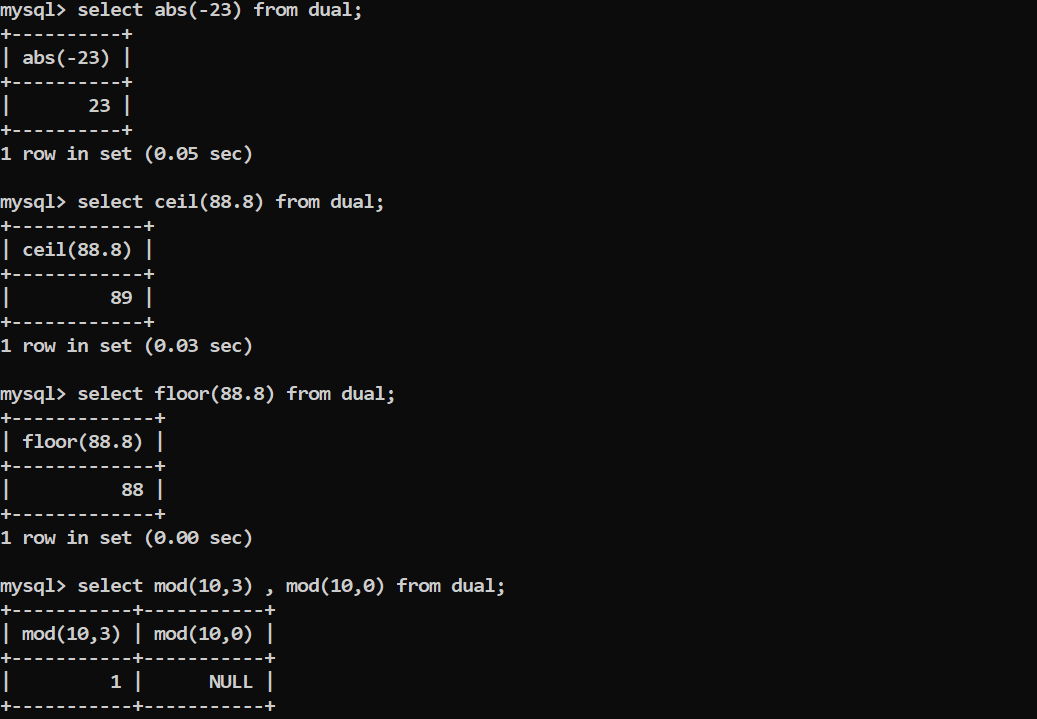 mysql> select abs(-23) from dual;
+----------+
| abs(-23) |
+----------+
|       23 |
+----------+
1 row in set (0.05 sec)

mysql> select ceil(88.8) from dual;
+------------+
| ceil(88.8) |
+------------+
|         89 |
+------------+
1 row in set (0.03 sec)

mysql> select floor(88.8) from dual;
+-------------+
| floor(88.8) |
+-------------+
|          88 |
+-------------+
1 row in set (0.00 sec)

mysql> select mod(10,3) , mod(10,0) from dual;
+-----------+-----------+
| mod(10,3) | mod(10,0) |
+-----------+-----------+
|         1 |      NULL |
+-----------+-----------+